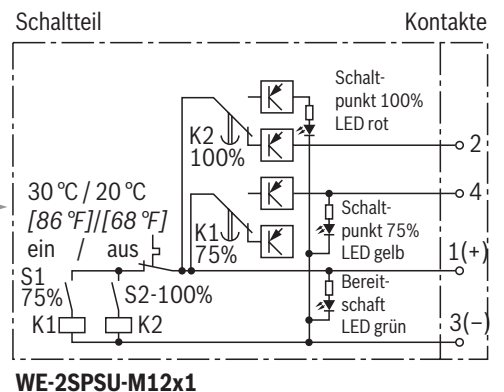 Schaltteil
Kontakte
Schalt-
punkt 100%
LED rot
K2
100%
2
4
30 °C / 20 °C
[86 °F]/[68 °F]
ein / aus
K1
75%
Schalt-
punkt 75%
LED gelb
1(+)
S1
75%
S2-100%
Bereit-
schaft
LED grün
K1
K2
3(−)
WE-2SPSU-M12x1